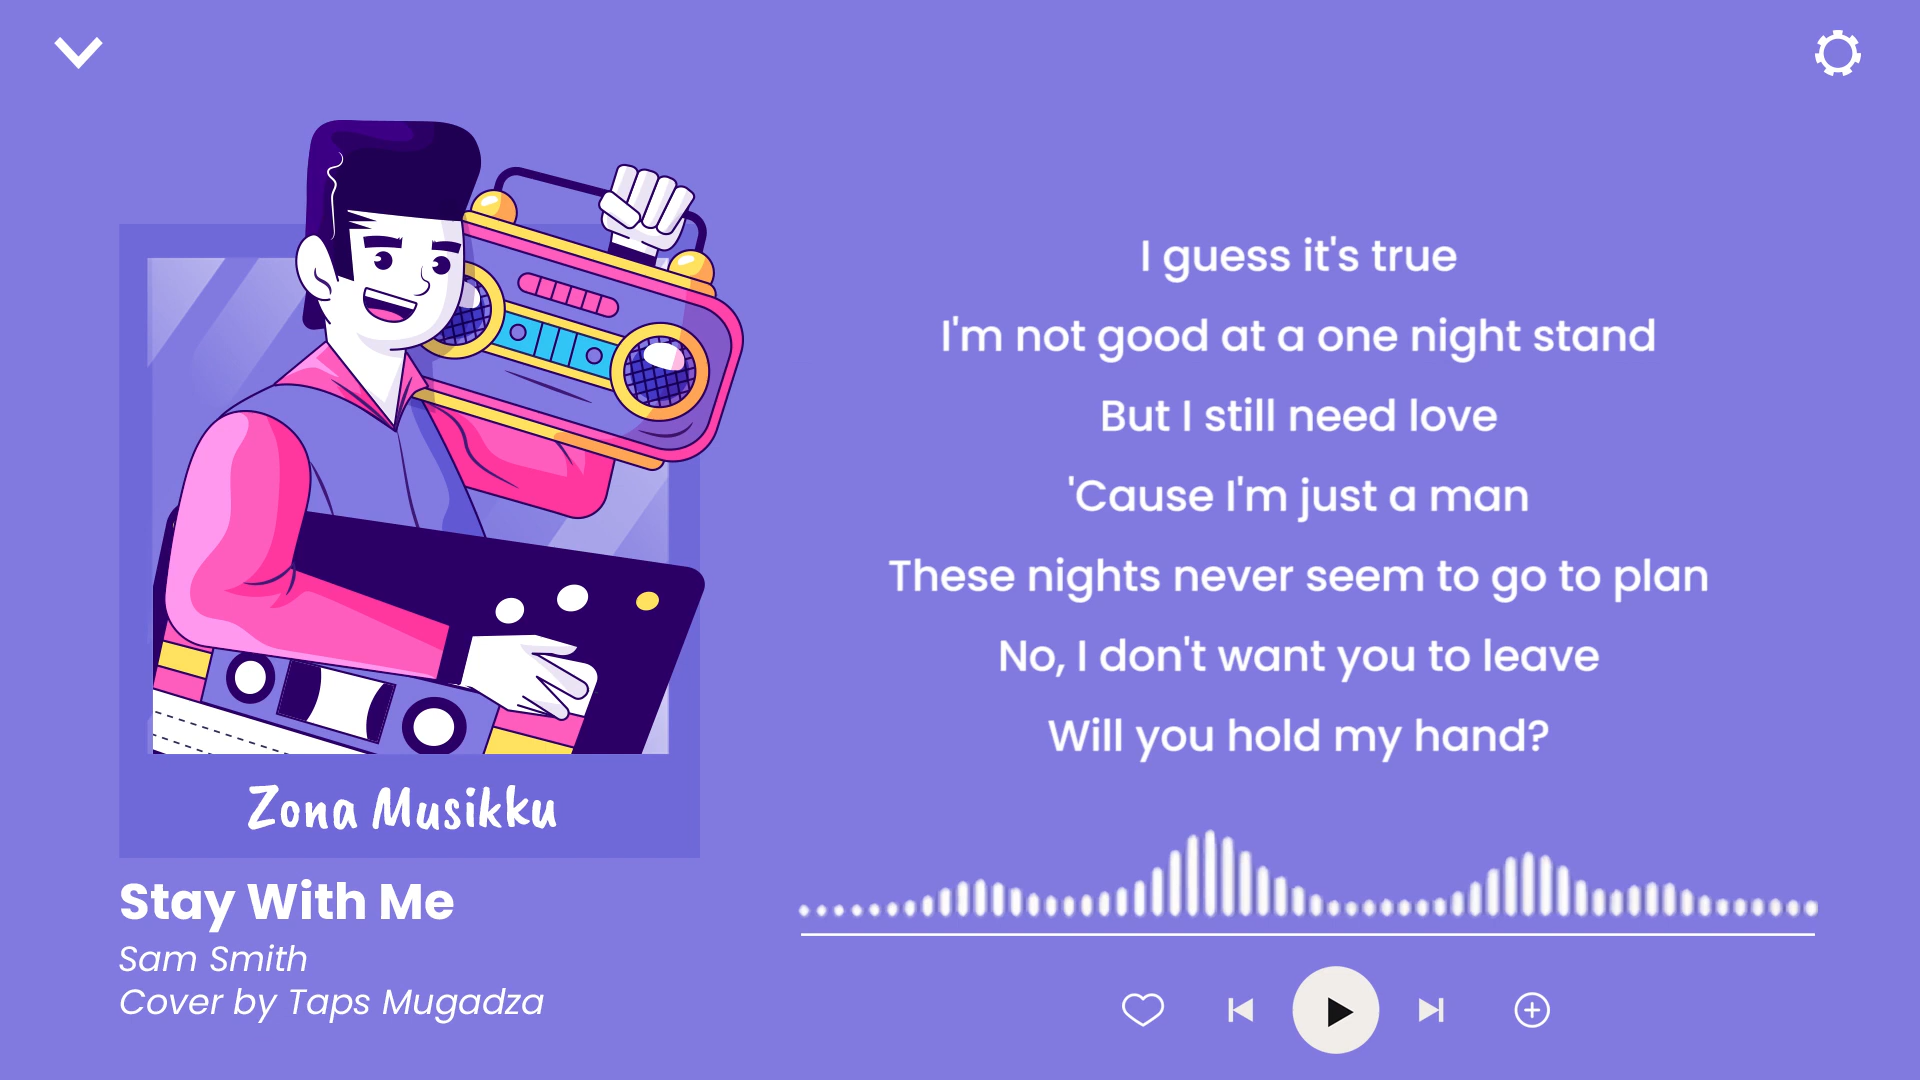 I guess it's true
I'm not good at a one night stand
But I still need love
'Cause I'm just a man
These nights never seem to go to plan
No, I don't want you to leave
Will you hold my hand?
Zona Musikku
Stay With Me
Sam Smith
Cover by Taps Mugadza